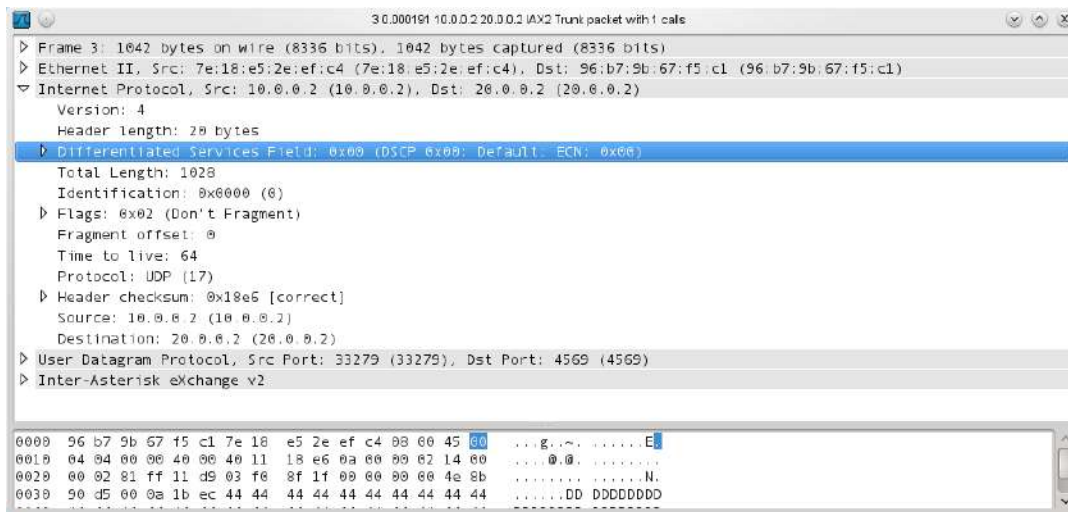 3 0.000191 10.0.0.2 20.0.0.2 IAX2 Trunk packet with 1 calls
Frame 3: 1042 bytes on wire (8336 bits), 1042 bytes captured (8336 bits)
Ethernet II, Src: 7e:18:e5:2e:ef:c4 (7e:18:e5:2e:ef:c4), Dst: 96:b7:9b:67:f5:c1 (96:b7:9b:67:f5:c1)
Internet Protocol, Src: 10.0.0.2 (10.0.0.2), Dst: 20.0.0.2 (20.0.0.2)
Version: 4
Header length: 20 bytes
Differentiated Services Field: 0x00 (DSCP 0x00: Default; ECN: 0x00)
Total Length: 1028
Identification: 0x0000 (0)
Flags: 0x02 (Don't Fragment)
Fragment offset: 0
Time to live: 64
Protocol: UDP (17)
Header checksum: 0x18e6 [correct]
Source: 10.0.0.2 (10.0.0.2)
Destination: 20.0.0.2 (20.0.0.2)
User Datagram Protocol, Src Port: 33279 (33279), Dst Port: 4569 (4569)
Inter-Asterisk eXchange v2
0000 96 b7 9b 67 f5 c1 7e 18 e5 2e ef c4 08 00 45 00 ...g..~. ......E.
0010 04 04 00 00 40 00 40 11 18 e6 0a 00 00 02 14 00 ....@.@. ........
0020 00 02 81 ff 11 d9 03 f0 8f 1f 00 00 00 00 4e 8b ........ ......N.
0030 90 d5 00 0a 1b ec 44 44 44 44 44 44 44 44 44 44 ......DD DDDDDDDD